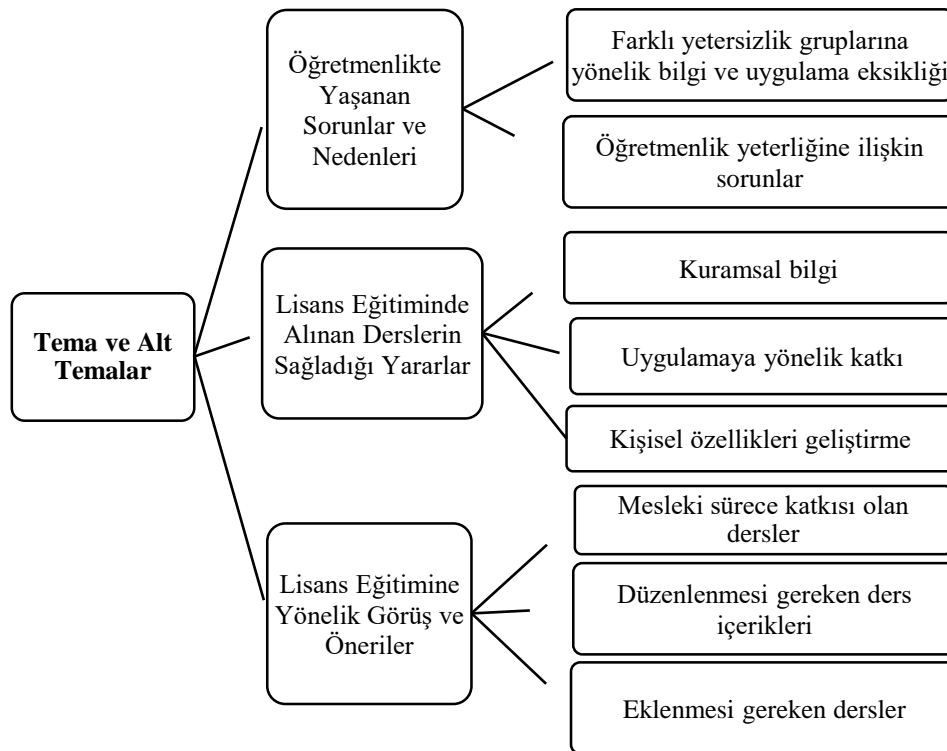 Tema ve Alt
Temalar
Öğretmenlikte
Yaşanan
Sorunlar ve
Nedenleri
Farklı yetersizlik gruplarına
yönelik bilgi ve uygulama eksikliği
Öğretmenlik yeterliğine ilişkin
sorunlar
Lisans Eğitiminde
Alınan Derslerin
Sağladığı Yararlar
Kuramsal bilgi
Uygulamaya yönelik katkı
Kişisel özellikleri geliştirme
Lisans Eğitimine
Yönelik Görüş ve
Öneriler
Mesleki sürece katkısı olan
dersler
Düzenlenmesi gereken ders
içerikleri
Eklenmesi gereken dersler